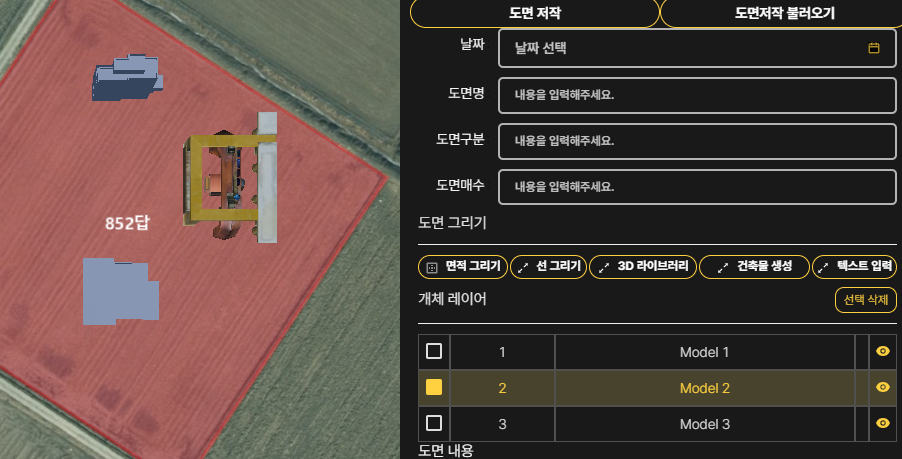 도면 저작
도면저작 불러오기
날짜
날짜 선택
도면명
내용을 입력해주세요.
도면구분
내용을 입력해주세요.
도면매수
내용을 입력해주세요.
852답
도면 그리기
면적 그리기
선 그리기
3D 라이브러리
건축물 생성
텍스트 입력
개체 레이어
선택 삭제
1 Model 1
2 Model 2
3 Model 3
도면 내용